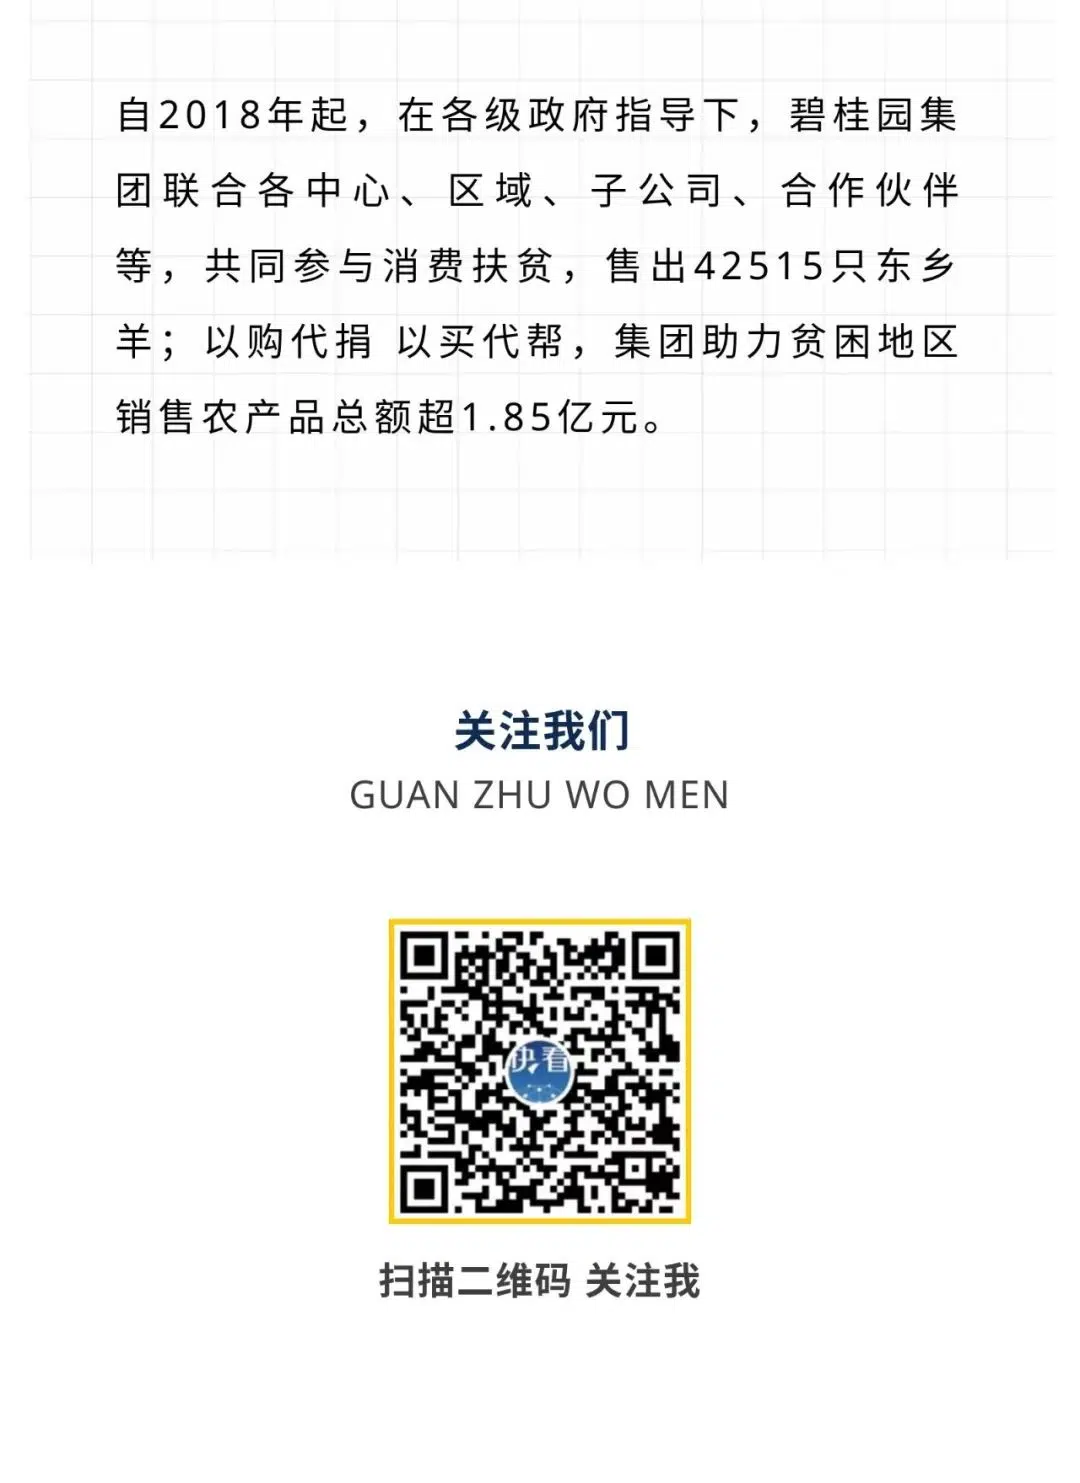 自2018年起，在各级政府指导下，碧桂园集
团联合各中心、区域、子公司、合作伙伴
等，共同参与消费扶贫，售出42515只东乡
羊；以购代捐 以买代帮，集团助力贫困地区
销售农产品总额超1.85亿元。
关注我们
GUAN ZHU WO MEN
快看
扫描二维码 关注我